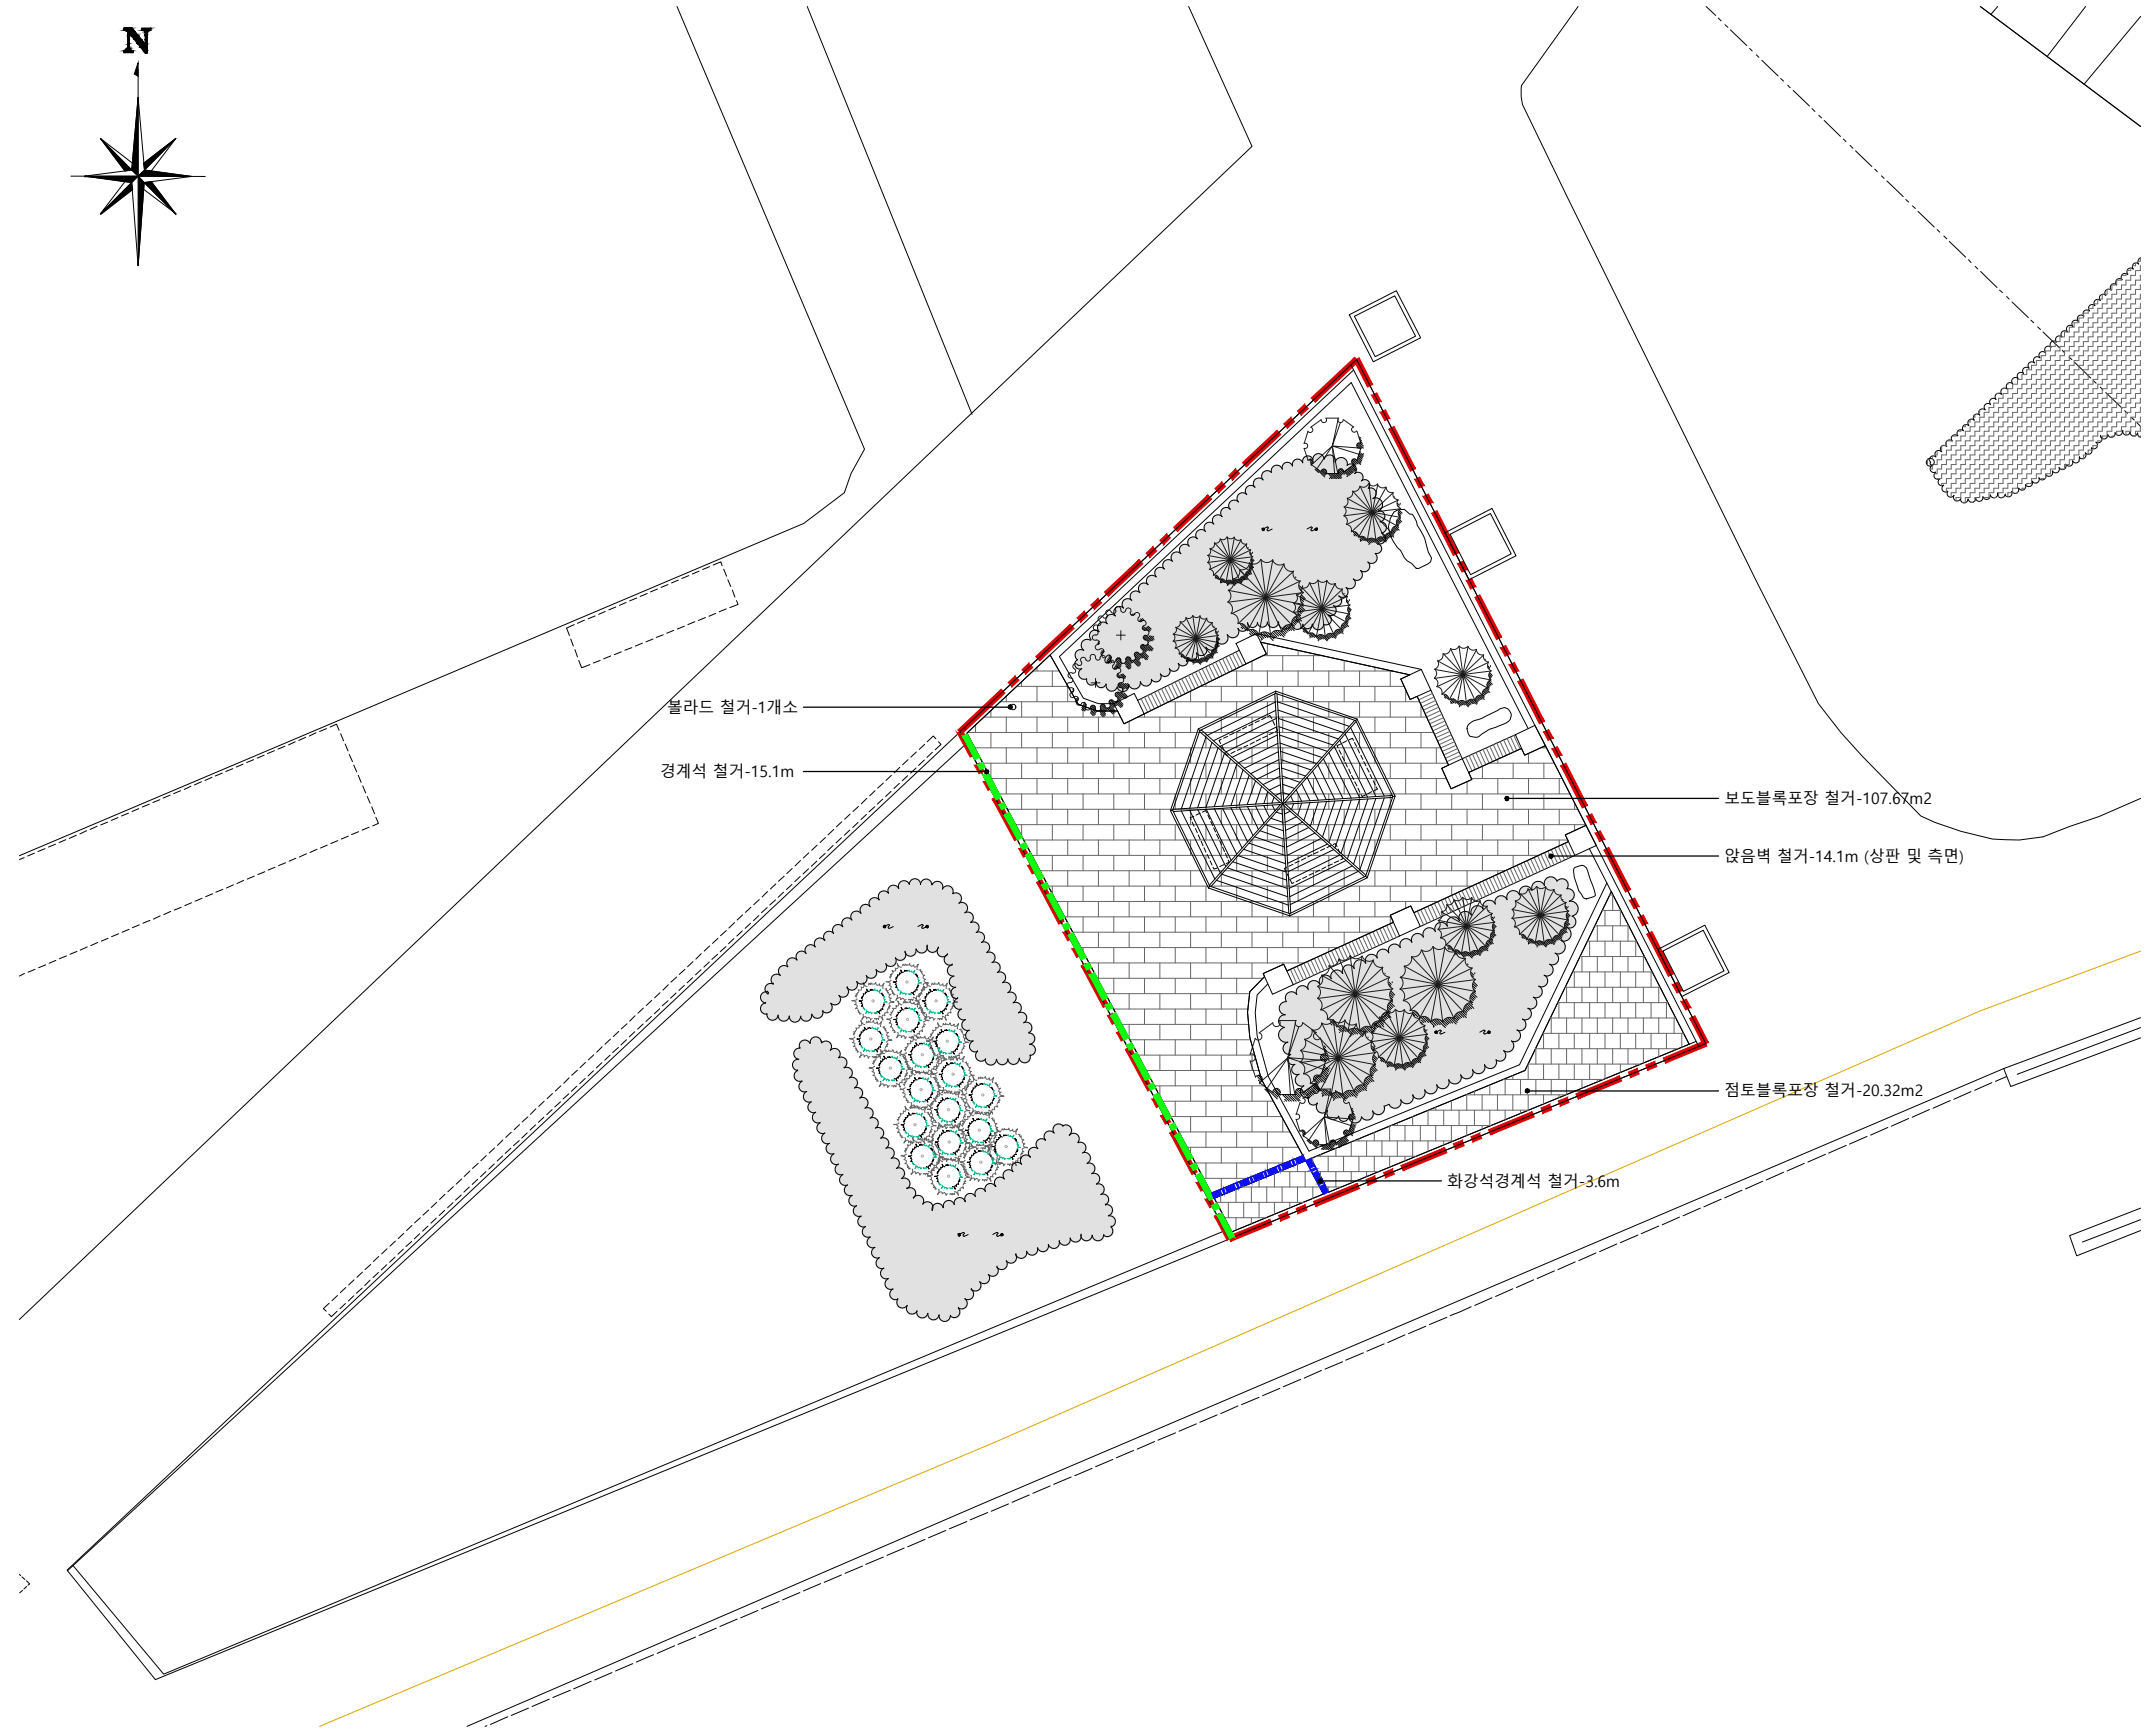 N
볼라드 철거-1개소
경계석 철거-15.1m
보도블록포장 철거-107.67m2
앉음벽 철거-14.1m (상판 및 측면)
점토블록포장 철거-20.32m2
화강석경계석 철거-3.6m